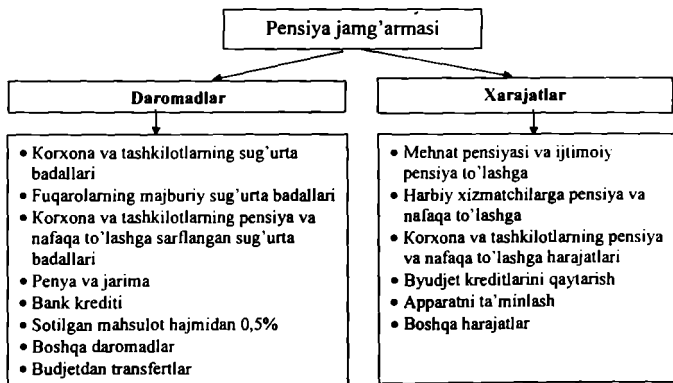 Pensiya jamg'armasi
Daromadlar
• Korxona va tashkilotlarning sug'urta
badallari
• Fuqarolarning majburiy sug'urta badallari
• Korxona va tashkilotlarning pensiya va
nafaqa to`lashga sarflangan sug'urta
badallari
• Penya va jarima
• Bank krediti
• Sotilgan mahsulot hajmidan 0,5%
• Boshqa daromadlar
• Budjetdan transfertlar
Xarajatlar
• Mehnat pensiyasi va ijtimoiy
pensiya to`lashga
• Harbiy xizmatchilarga pensiya va
nafaqa to`lashga
• Korxona va tashkilotlarning pensiya
va nafaqa to`lashga harajatlari
• Byudjet kreditlarini qaytarish
• Apparatni ta'minlash
• Boshqa harajatlar